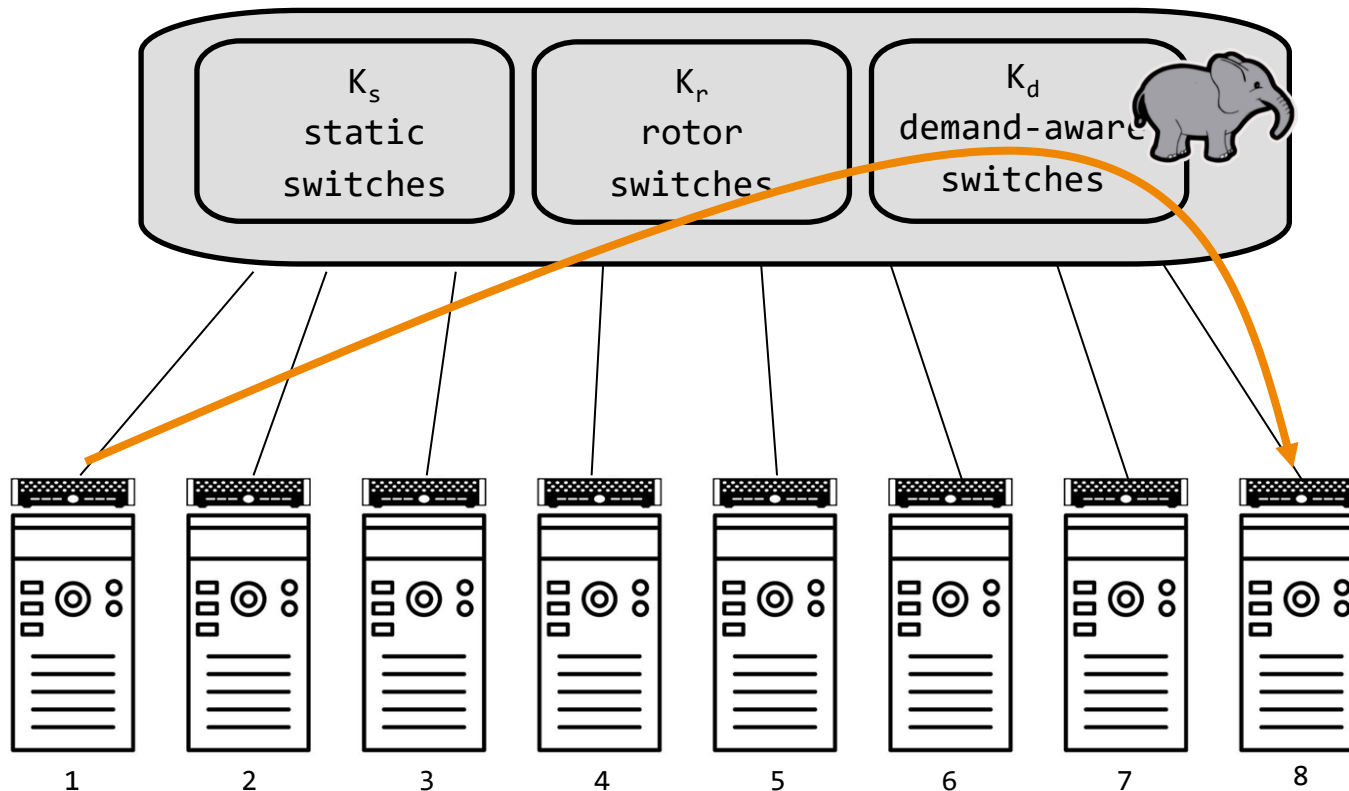 K_s
static
switches
K_r
rotor
switches
K_d
demand-aware
switches
1 2 3 4 5 6 7 8